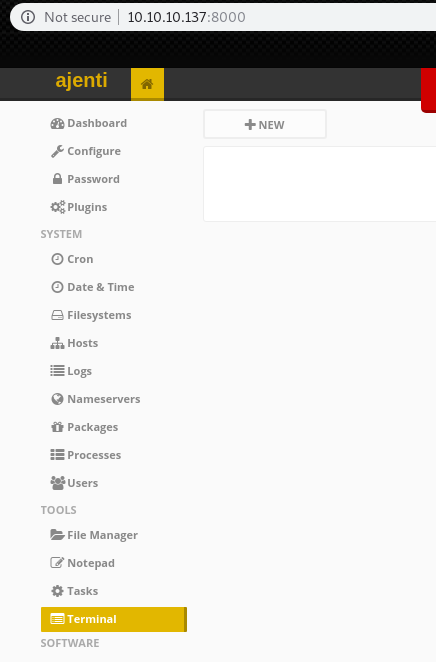 Not secure | 10.10.10.137:8000
ajenti
NEW
Dashboard
Configure
Password
Plugins
SYSTEM
Cron
Date & Time
Filesystems
Hosts
Logs
Nameservers
Packages
Processes
Users
TOOLS
File Manager
Notepad
Tasks
Terminal
SOFTWARE